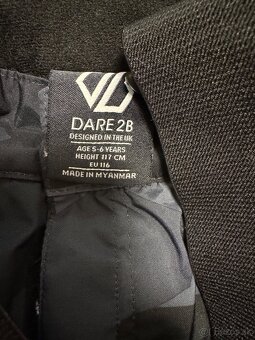 DARE 2B
DESIGNED IN THE UK
AGE 5-6 YEARS
HEIGHT 117 CM
EU 116
MADE IN MYANMAR